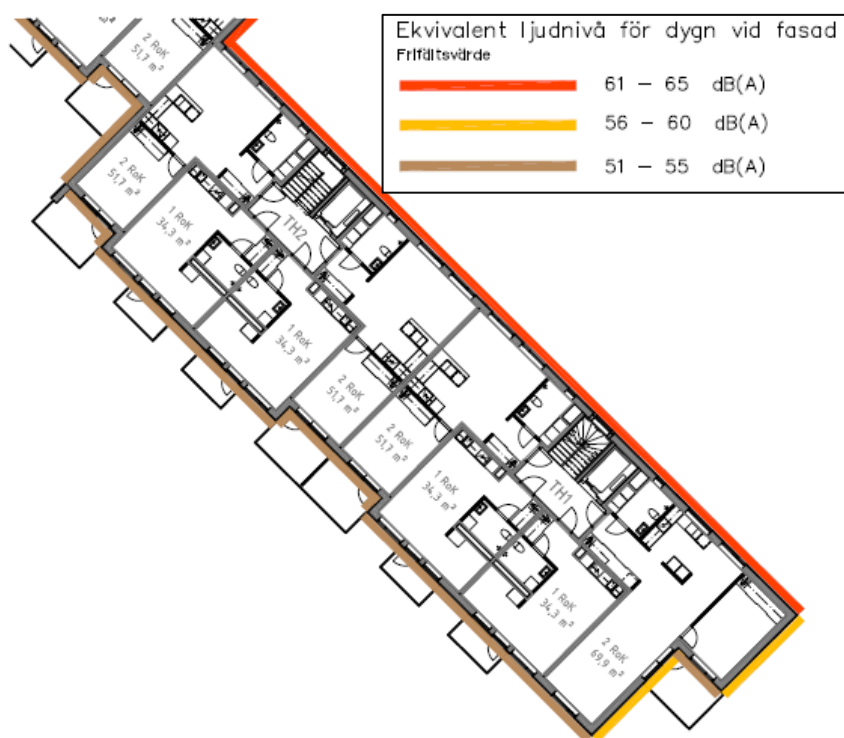 Ekvivalent ljudnivå för dygn vid fasad
Frifältsvärde
61 – 65 dB(A)
56 – 60 dB(A)
51 – 55 dB(A)
2 RoK
51,7 m²
2 RoK
51,7 m²
1 RoK
34,3 m²
TH2
1 RoK
34,3 m²
2 RoK
51,7 m²
2 RoK
51,7 m²
1 RoK
34,3 m²
TH1
1 RoK
34,3 m²
2 RoK
69,9 m²